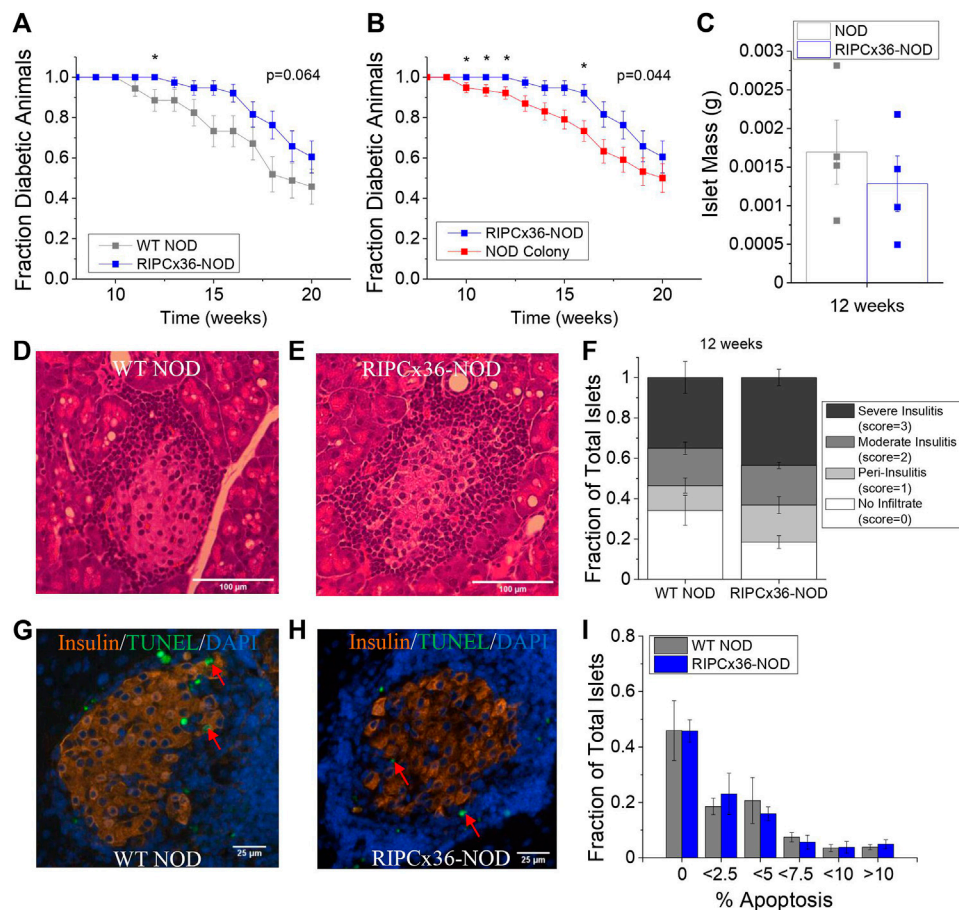 A
*
p=0.064
Fraction Diabetic Animals
1.0
0.8
0.6
0.4
0.2
0.0
WT NOD
RIPCx36-NOD
10
15
20
Time (weeks)
B
* * * *
p=0.044
Fraction Diabetic Animals
1.0
0.8
0.6
0.4
0.2
0.0
RIPCx36-NOD
NOD Colony
10
15
20
Time (weeks)
C
NOD
RIPCx36-NOD
Islet Mass (g)
0.003
0.0025
0.002
0.0015
0.001
0.0005
0
12 weeks
D
WT NOD
100 µm
E
RIPCx36-NOD
100 µm
F
12 weeks
Fraction of Total Islets
1
0.8
0.6
0.4
0.2
0
WT NOD
RIPCx36-NOD
Severe Insulitis
(score=3)
Moderate Insulitis
(score=2)
Peri-Insulitis
(score=1)
No Infiltrate
(score=0)
G
Insulin/TUNEL/DAPI
WT NOD
25 µm
H
Insulin/TUNEL/DAPI
RIPCx36-NOD
25 µm
I
WT NOD
RIPCx36-NOD
Fraction of Total Islets
0.8
0.6
0.4
0.2
0
0
<2.5
<5
<7.5
<10
>10
% Apoptosis